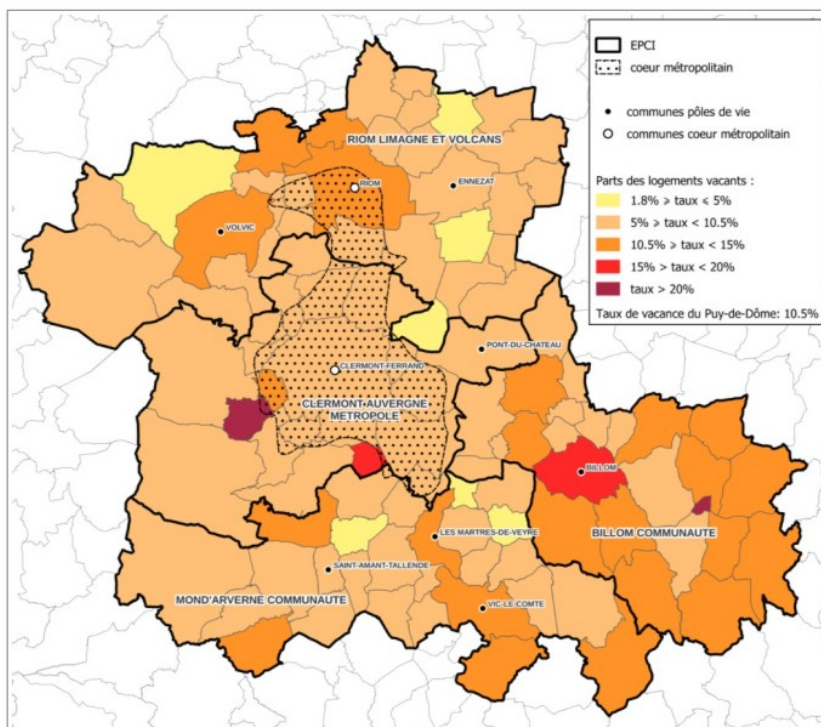 EPCI
coeur métropolitain
communes pôles de vie
communes coeur métropolitain
Parts des logements vacants :
1.8% ⩾ taux ⩽ 5%
5% ⩾ taux < 10.5%
10.5% ⩾ taux < 15%
15% > taux < 20%
taux > 20%
Taux de vacance du Puy-de-Dôme: 10.5%
RIOM LIMAGNE ET VOLCANS
RIOM
ENNEZAT
VOLVIC
PONT-DU-CHATEAU
CLERMONT-FERRAND
CLERMONT AUVERGNE
METROPOLE
BILLOM
BILLOM COMMUNAUTE
LES MARTRES-DE-VEYRE
SAINT-AMANT-TALLENDE
MOND'ARVERNE COMMUNAUTE
VIC-LE-COMTE